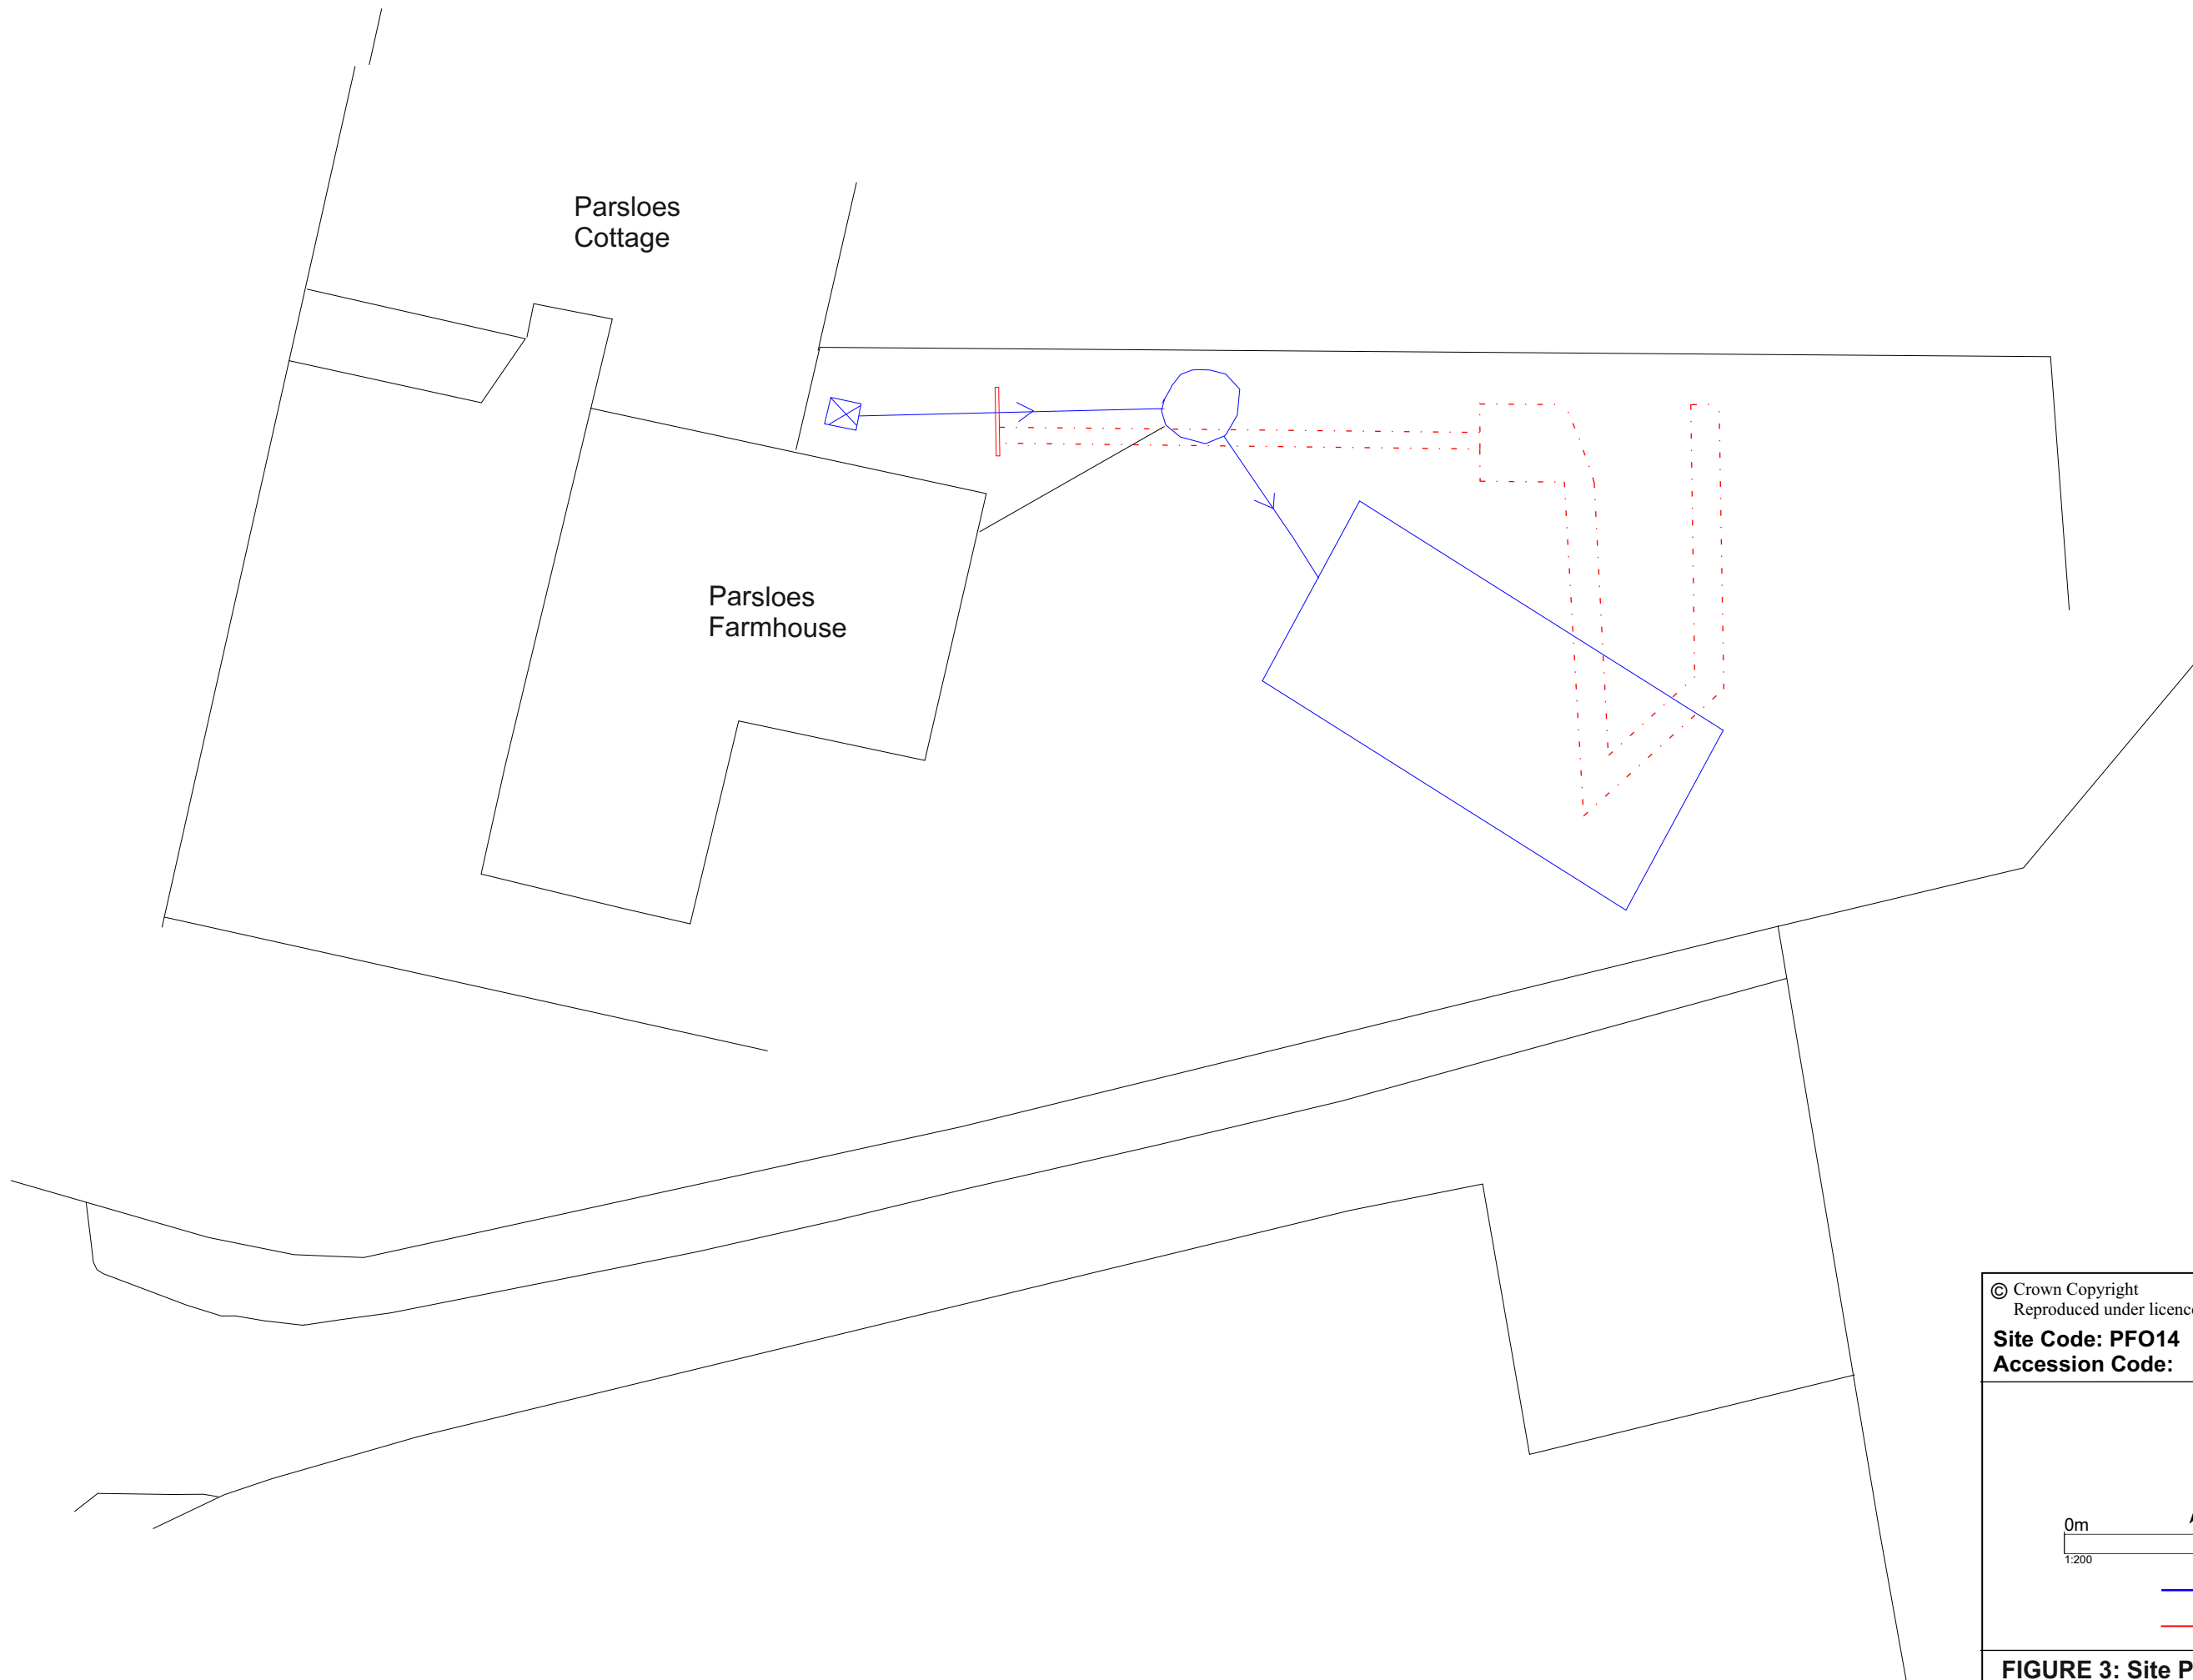 Parsloes
Cottage
Parsloes
Farmhouse
© Crown Copyright
Reproduced under licence
Site Code: PFO14
Accession Code:
0m
1:200
FIGURE 3: Site